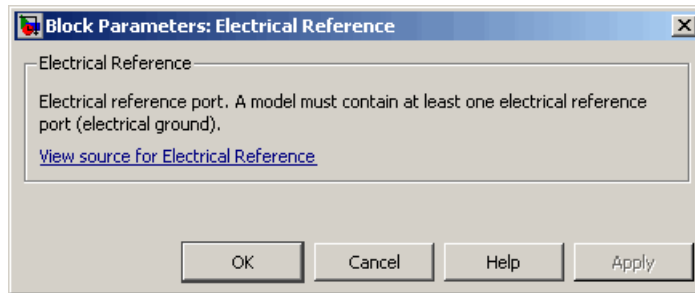 Block Parameters: Electrical Reference
Electrical Reference
Electrical reference port. A model must contain at least one electrical reference
port (electrical ground).
View source for Electrical Reference
OK Cancel Help Apply